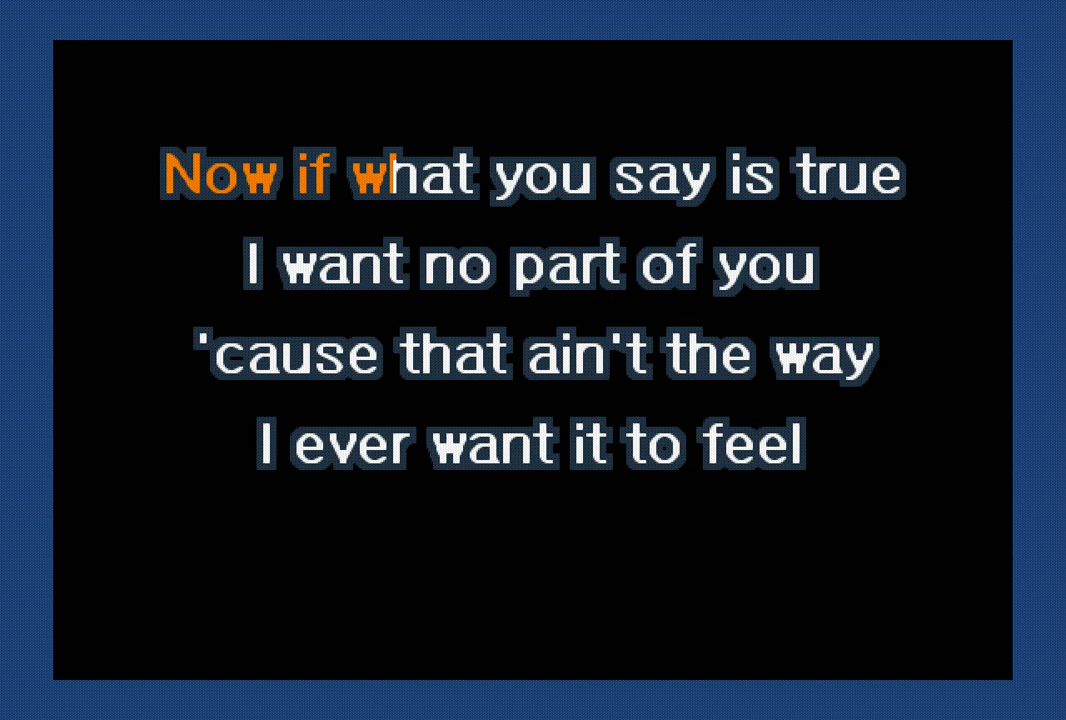 Now if what you say is true
I want no part of you
'cause that ain't the way
I ever want it to feel